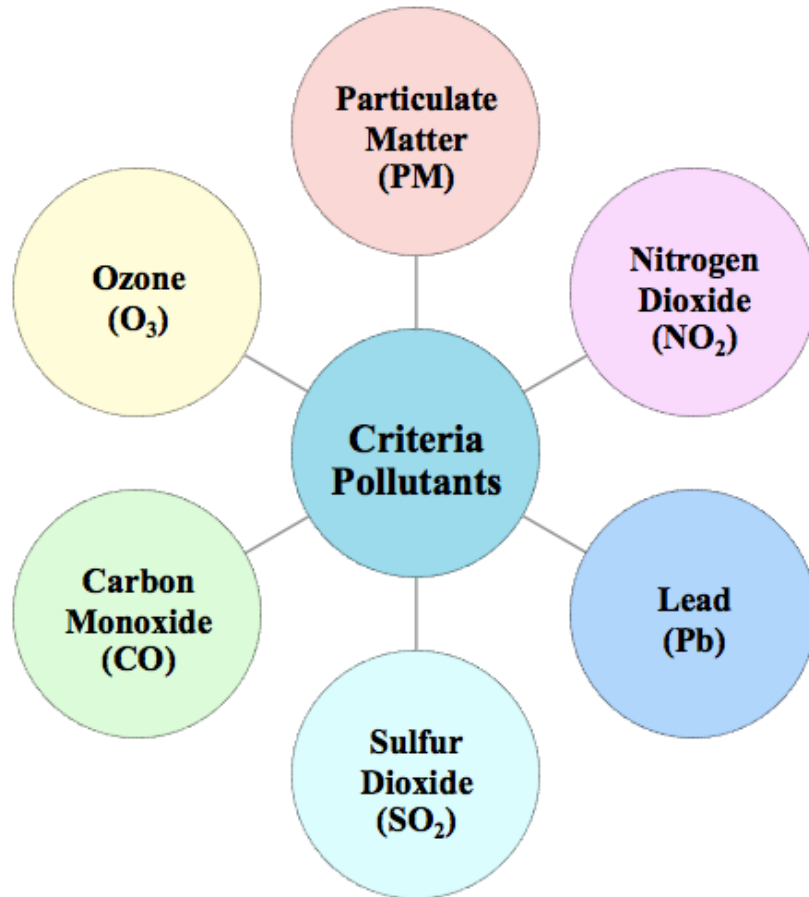 Particulate
Matter
(PM)
Nitrogen
Dioxide
(NO₂)
Lead
(Pb)
Sulfur
Dioxide
(SO₂)
Carbon
Monoxide
(CO)
Ozone
(O₃)
Criteria
Pollutants